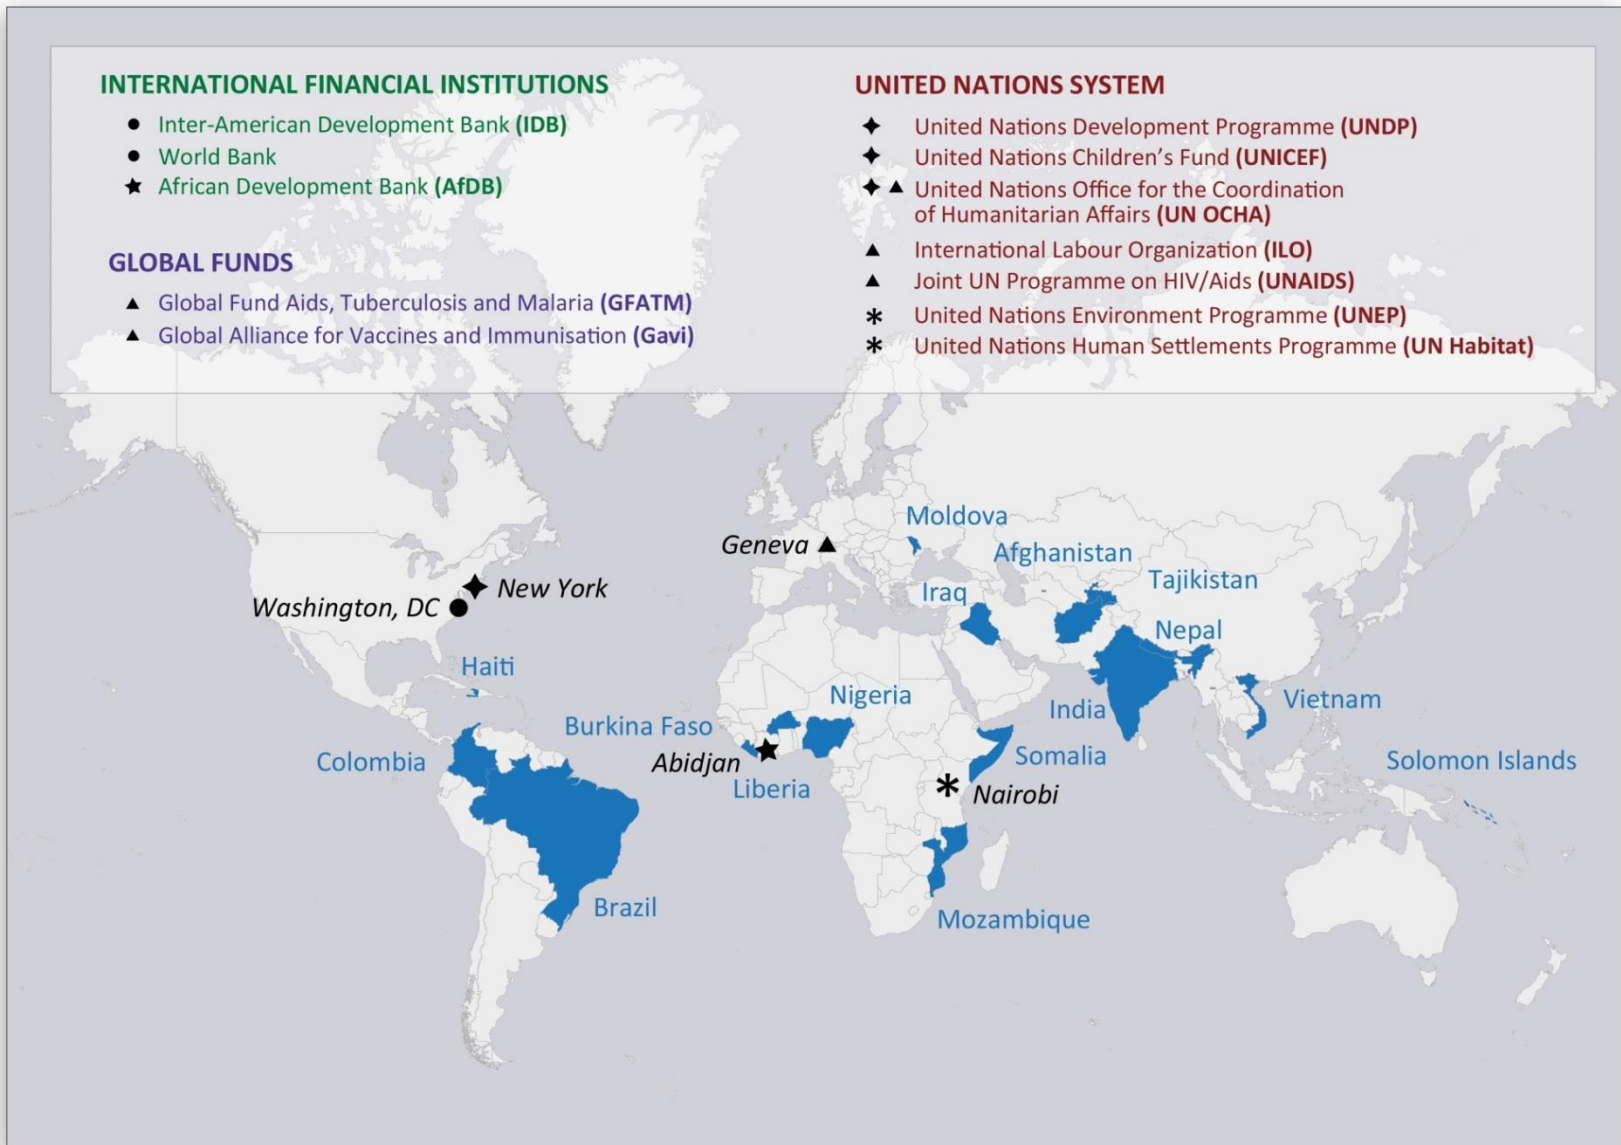 INTERNATIONAL FINANCIAL INSTITUTIONS
Inter-American Development Bank (IDB)
World Bank
African Development Bank (AfDB)
GLOBAL FUNDS
Global Fund Aids, Tuberculosis and Malaria (GFATM)
Global Alliance for Vaccines and Immunisation (Gavi)
UNITED NATIONS SYSTEM
United Nations Development Programme (UNDP)
United Nations Children's Fund (UNICEF)
United Nations Office for the Coordination
of Humanitarian Affairs (UN OCHA)
International Labour Organization (ILO)
Joint UN Programme on HIV/Aids (UNAIDS)
United Nations Environment Programme (UNEP)
United Nations Human Settlements Programme (UN Habitat)
Moldova
Geneva
Afghanistan
Tajikistan
New York
Iraq
Washington, DC
Nepal
Haiti
Nigeria
Vietnam
India
Burkina Faso
Somalia
Colombia
Abidjan
Solomon Islands
Liberia
Nairobi
Brazil
Mozambique